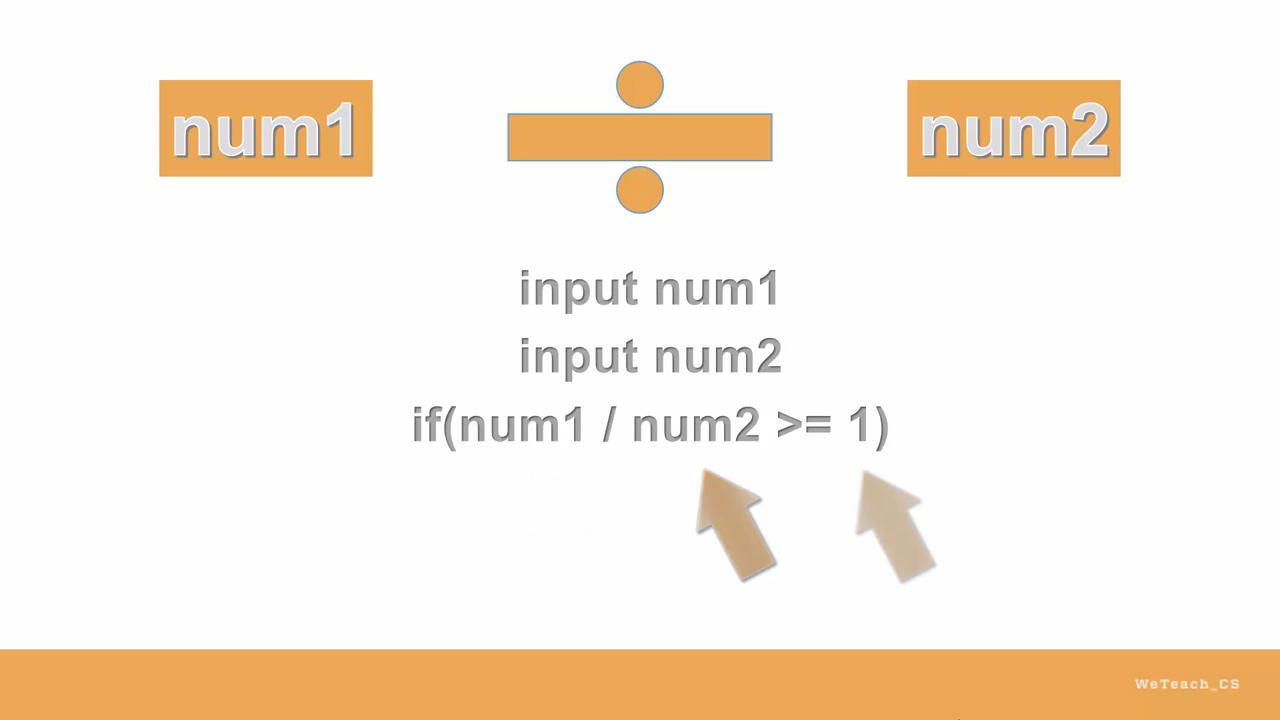 num1 num2
input num1
input num2
if(num1 / num2 >= 1)
WeTeach_CS